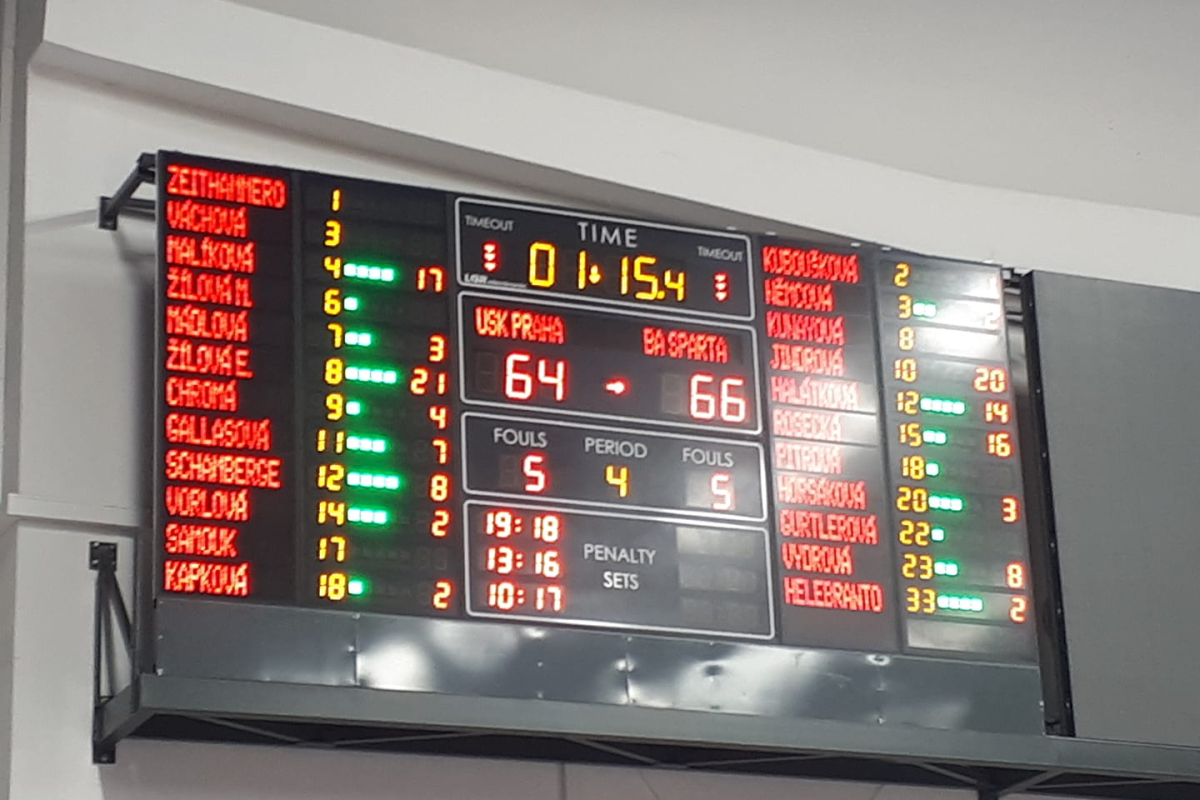 ZEITHAMMERO 1
VÁCHOVÁ 3
MALÍKOVÁ 4 17
ŽÍLOVÁ M. 6
MÁDLOVÁ 7 3
ŽÍLOVÁ E. 8 21
CHROMÁ 9 4
GALLASOVÁ 11 7
SCHAMBERGE 12 8
VORLOVÁ 14 2
SAMOUK 17
KAPKOVÁ 18 2
TIMEOUT TIME TIMEOUT
01 15.4
USK PRAHA BA SPARTA
64 66
FOULS PERIOD FOULS
5 4 5
19:18
13:16 PENALTY
10:17 SETS
KUBOUŠKOVÁ 2
NĚMCOVÁ 3 2
KUNAYOVÁ 8
JINDROVÁ 10 20
HALÁTKOVÁ 12 14
ROSECKÁ 15 16
PITROVÁ 18
HORSÁKOVÁ 20 3
GURTLEROVÁ 22
VYDROVÁ 23 8
HELEBRANTO 33 2